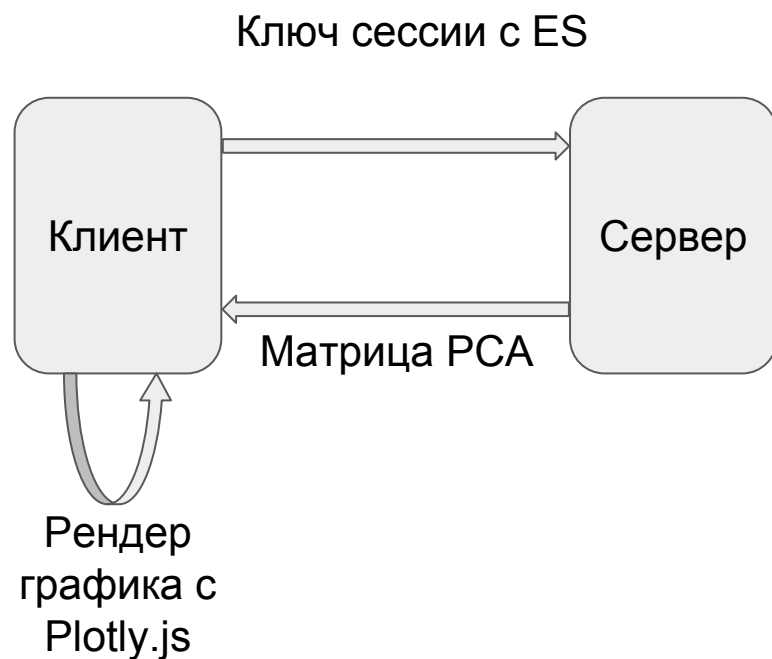 Ключ сессии с ES
Клиент
Сервер
Матрица PCA
Рендер
графика с
Plotly.js